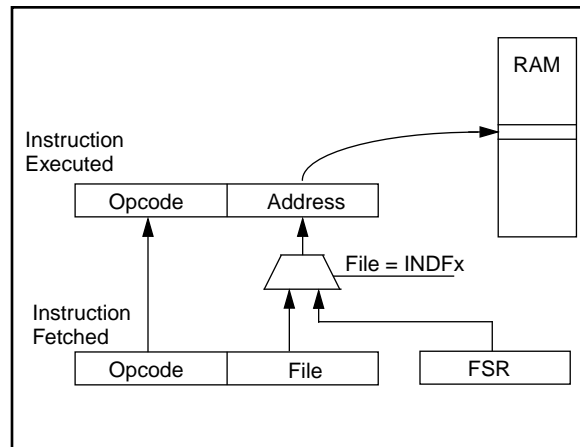 RAM
Instruction
Executed
Opcode
Address
File = INDFx
Instruction
Fetched
Opcode
File
FSR